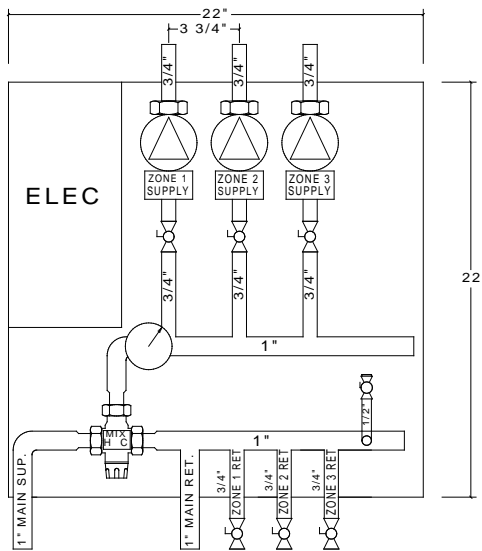 22"
3 3/4"
3/4"
3/4"
3/4"
ELEC
ZONE 1
SUPPLY
ZONE 2
SUPPLY
ZONE 3
SUPPLY
22
3/4"
3/4"
3/4"
1"
1/2"
MIX
H C
1"
1" MAIN SUP.
1" MAIN RET.
3/4"
ZONE 1 RET
3/4"
ZONE 2 RET
3/4"
ZONE 3 RET